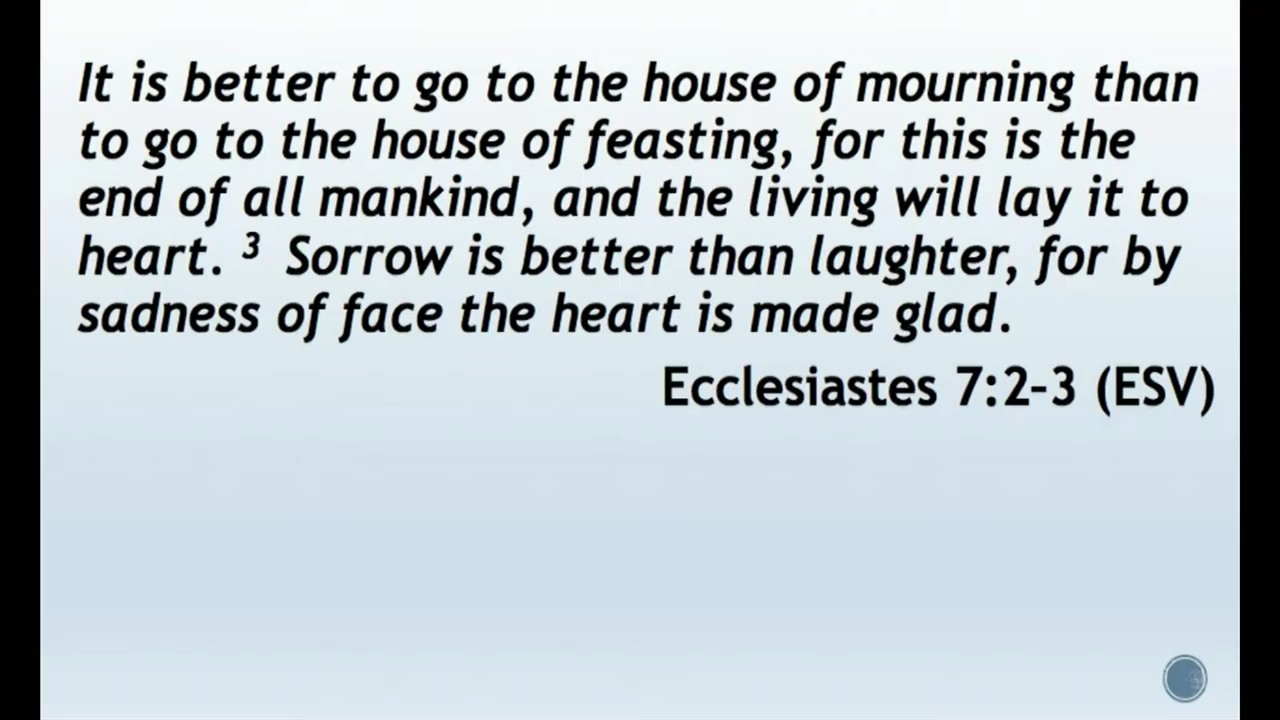 It is better to go to the house of mourning than
to go to the house of feasting, for this is the
end of all mankind, and the living will lay it to
heart. ³ Sorrow is better than laughter, for by
sadness of face the heart is made glad.
Ecclesiastes 7:2-3 (ESV)